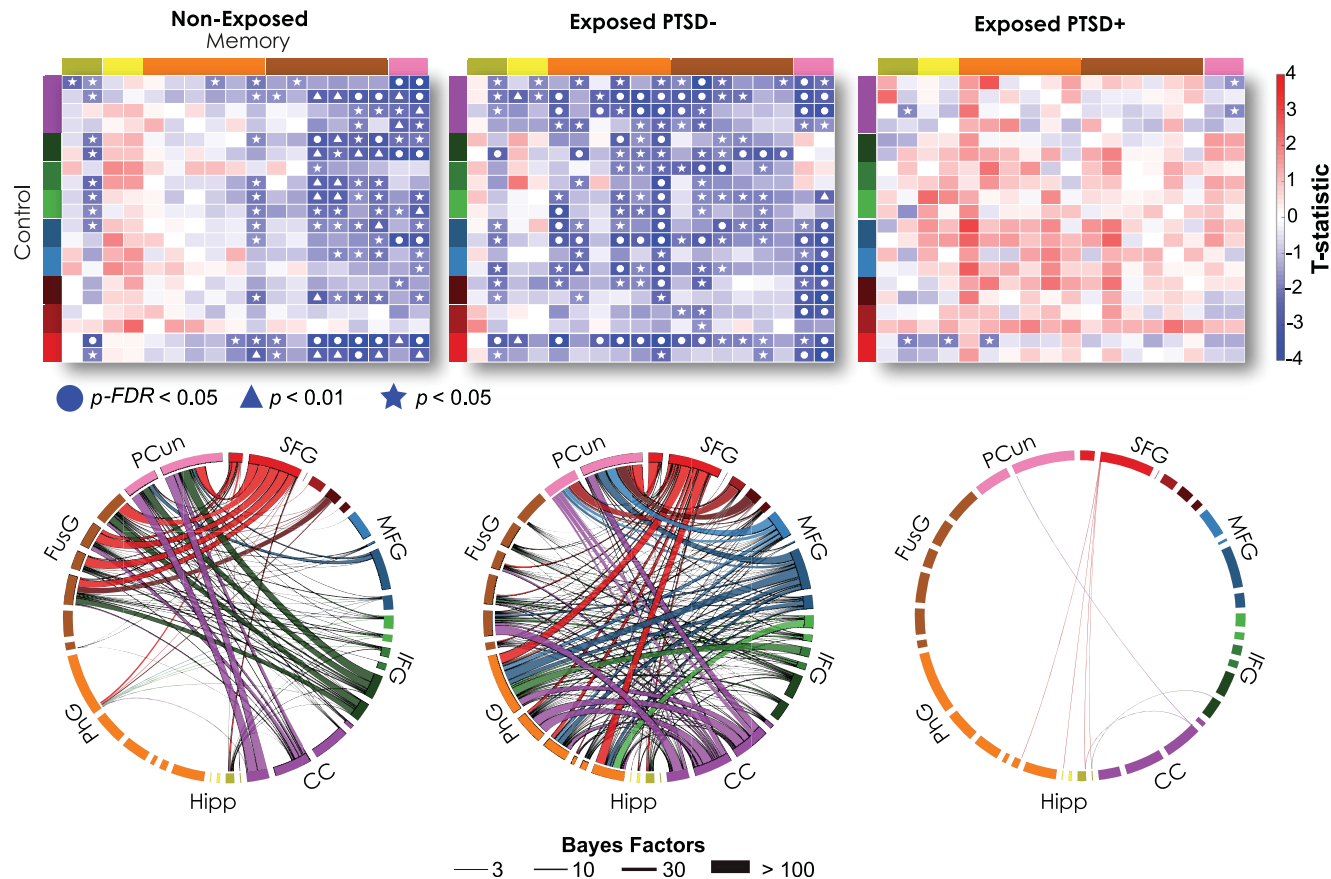 Non-Exposed
Memory
Exposed PTSD-
Exposed PTSD+
Control
4
3
2
1
0
-1
-2
-3
-4
T-statistic
p-FDR < 0.05
p < 0.01
p < 0.05
PCun
SFG
MFG
IFG
CC
Hipp
PhG
FusG
PCun
SFG
MFG
IFG
CC
Hipp
PhG
FusG
PCun
SFG
MFG
IFG
CC
Hipp
PhG
FusG
Bayes Factors
3
10
30
> 100